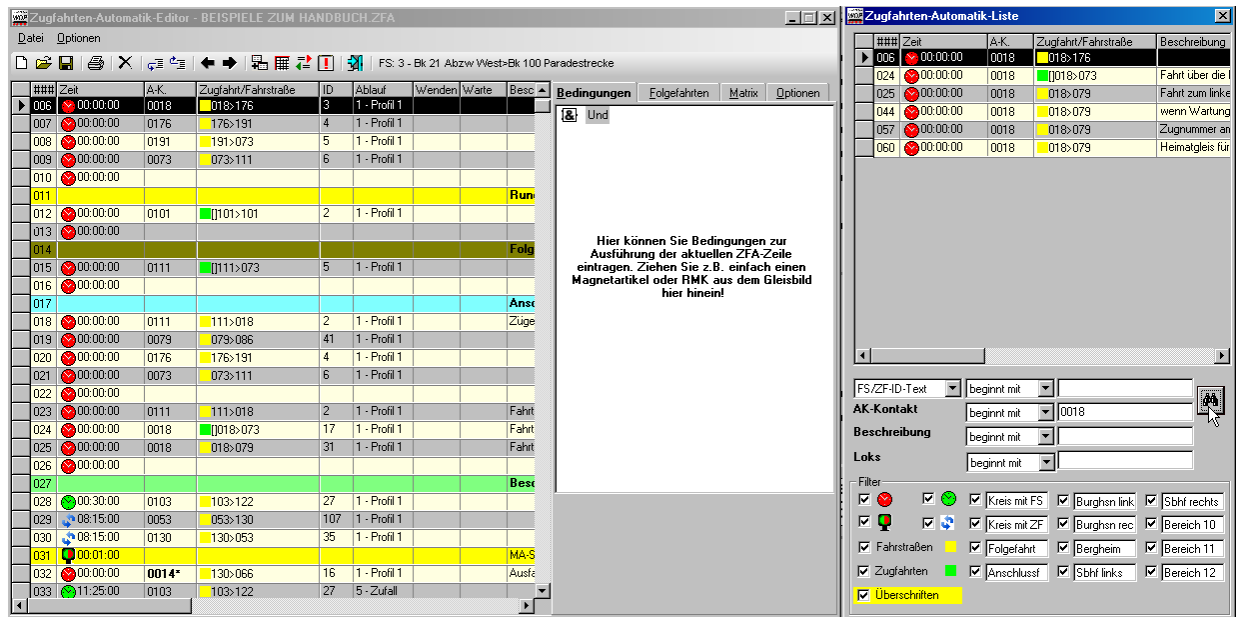 Zugfahrten-Automatik-Editor - BEISPIELE ZUM HANDBUCH.ZFA
Datei Optionen
FS: 3 - Bk 21 Abzw West>Bk 100 Paradestrecke
### Zeit A-K. Zugfahrt/Fahrstraße ID Ablauf Wenden Warte Besc
006 00:00:00 0018 018>176 3 1 - Profil 1
007 00:00:00 0176 176>191 4 1 - Profil 1
008 00:00:00 0191 191>073 5 1 - Profil 1
009 00:00:00 0073 073>111 6 1 - Profil 1
010 00:00:00
011 Run
012 00:00:00 0101 []101>101 2 1 - Profil 1
013 00:00:00
014 Folg
015 00:00:00 0111 []111>073 5 1 - Profil 1
016 00:00:00
017 Ansc
018 00:00:00 0111 111>018 2 1 - Profil 1 Züge
019 00:00:00 0079 079>086 41 1 - Profil 1
020 00:00:00 0176 176>191 4 1 - Profil 1
021 00:00:00 0073 073>111 6 1 - Profil 1
022 00:00:00
023 00:00:00 0111 111>018 2 1 - Profil 1 Fahrt
024 00:00:00 0018 []018>073 17 1 - Profil 1 Fahrt
025 00:00:00 0018 018>079 31 1 - Profil 1 Fahrt
026 00:00:00
027 Besc
028 00:30:00 0103 103>122 27 1 - Profil 1
029 08:15:00 0053 053>130 107 1 - Profil 1
030 08:15:00 0130 130>053 35 1 - Profil 1
031 00:01:00 MA-S
032 00:00:00 0014* 130>066 16 1 - Profil 1 Ausfa
033 11:25:00 0103 103>122 27 5 - Zufall
Bedingungen Folgefahrten Matrix Optionen
& Und
Hier können Sie Bedingungen zur
Ausführung der aktuellen ZFA-Zeile
eintragen. Ziehen Sie z.B. einfach einen
Magnetartikel oder RMK aus dem Gleisbild
hier hinein!
Zugfahrten-Automatik-Liste
### Zeit A-K. Zugfahrt/Fahrstraße Beschreibung
006 00:00:00 0018 018>176
024 00:00:00 0018 []018>073 Fahrt über die
025 00:00:00 0018 018>079 Fahrt zum linke
044 00:00:00 0018 018>079 wenn Wartung
057 00:00:00 0018 018>079 Zugnummer an
060 00:00:00 0018 018>079 Heimatgleis für
FS/ZF-ID-Text beginnt mit
AK-Kontakt beginnt mit 0018
Beschreibung beginnt mit
Loks beginnt mit
Filter
Kreis mit FS Burghsn link Sbhf rechts
Kreis mit ZF Burghsn rec Bereich 10
Fahrstraßen Folgefahrt Bergheim Bereich 11
Zugfahrten Anschlussf Sbhf links Bereich 12
Überschriften